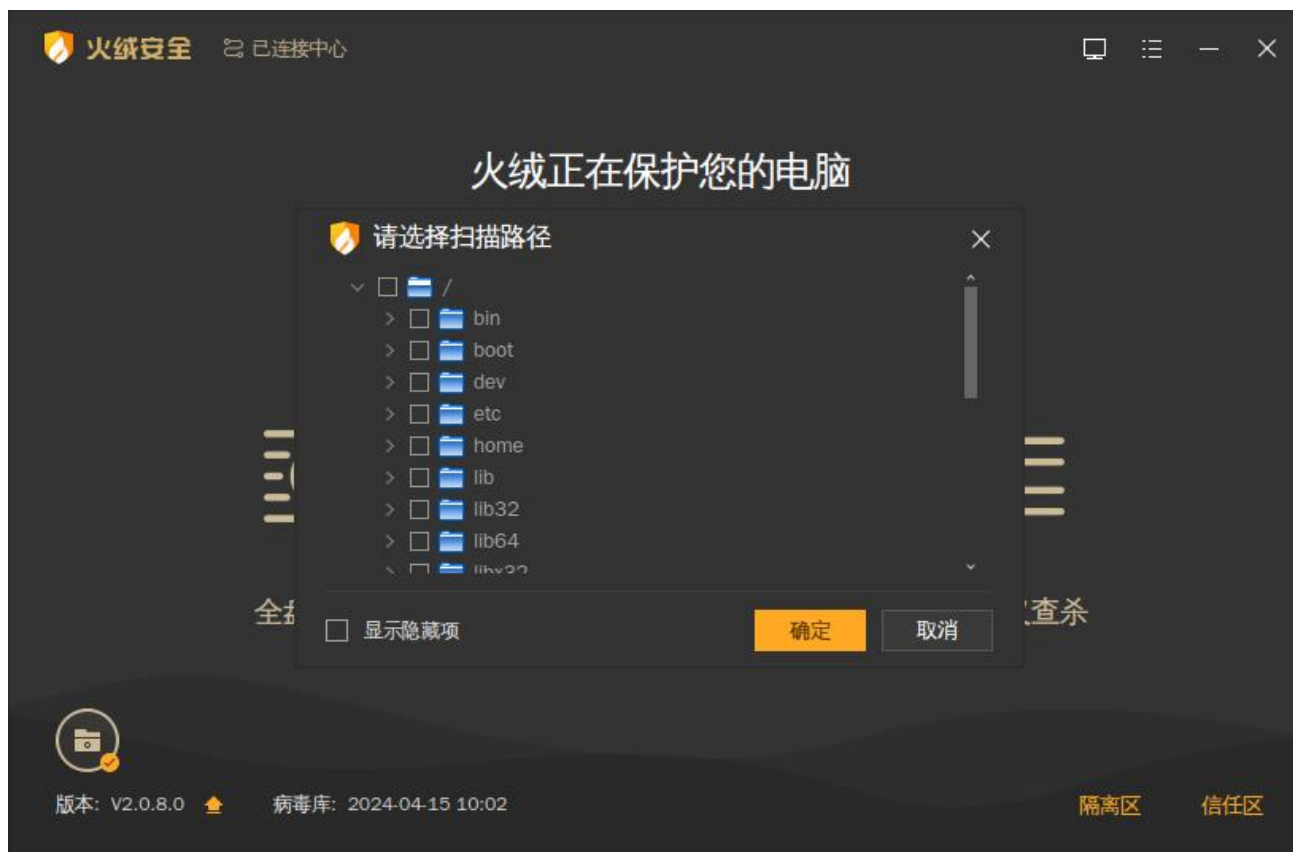 火绒安全 已连接中心
火绒正在保护您的电脑
请选择扫描路径
/
bin
boot
dev
etc
home
lib
lib32
lib64
libx32
全盘
查杀
显示隐藏项
确定 取消
版本: V2.0.8.0 病毒库: 2024-04-15 10:02
隔离区 信任区